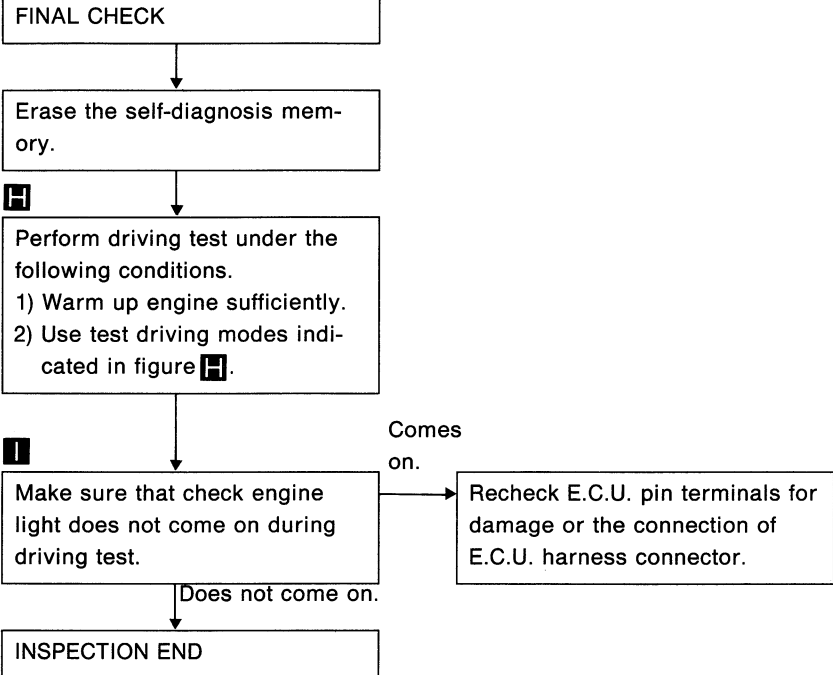 FINAL CHECK
Erase the self-diagnosis mem-
ory.
H
Perform driving test under the
following conditions.
1) Warm up engine sufficiently.
2) Use test driving modes indi-
cated in figure H.
I
Make sure that check engine
light does not come on during
driving test.
Comes
on.
Recheck E.C.U. pin terminals for
damage or the connection of
E.C.U. harness connector.
Does not come on.
INSPECTION END